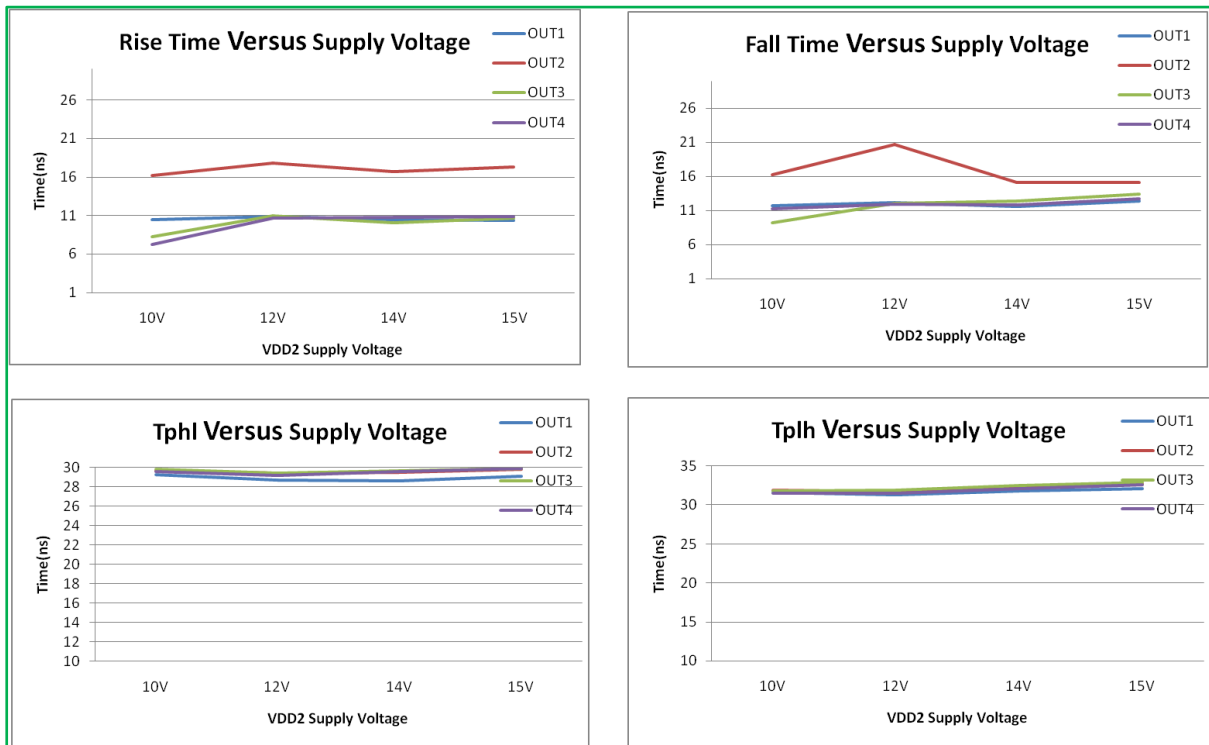 Rise Time Versus Supply Voltage
OUT1
OUT2
OUT3
OUT4
Time(ns)
26
21
16
11
6
1
10V 12V 14V 15V
VDD2 Supply Voltage
Fall Time Versus Supply Voltage
OUT1
OUT2
OUT3
OUT4
Time(ns)
26
21
16
11
6
1
10V 12V 14V 15V
VDD2 Supply Voltage
Tphl Versus Supply Voltage
OUT1
OUT2
OUT3
OUT4
Time(ns)
30
28
26
24
22
20
18
16
14
12
10
10V 12V 14V 15V
VDD2 Supply Voltage
Tplh Versus Supply Voltage
OUT1
OUT2
OUT3
OUT4
Time(ns)
35
30
25
20
15
10
10V 12V 14V 15V
VDD2 Supply Voltage